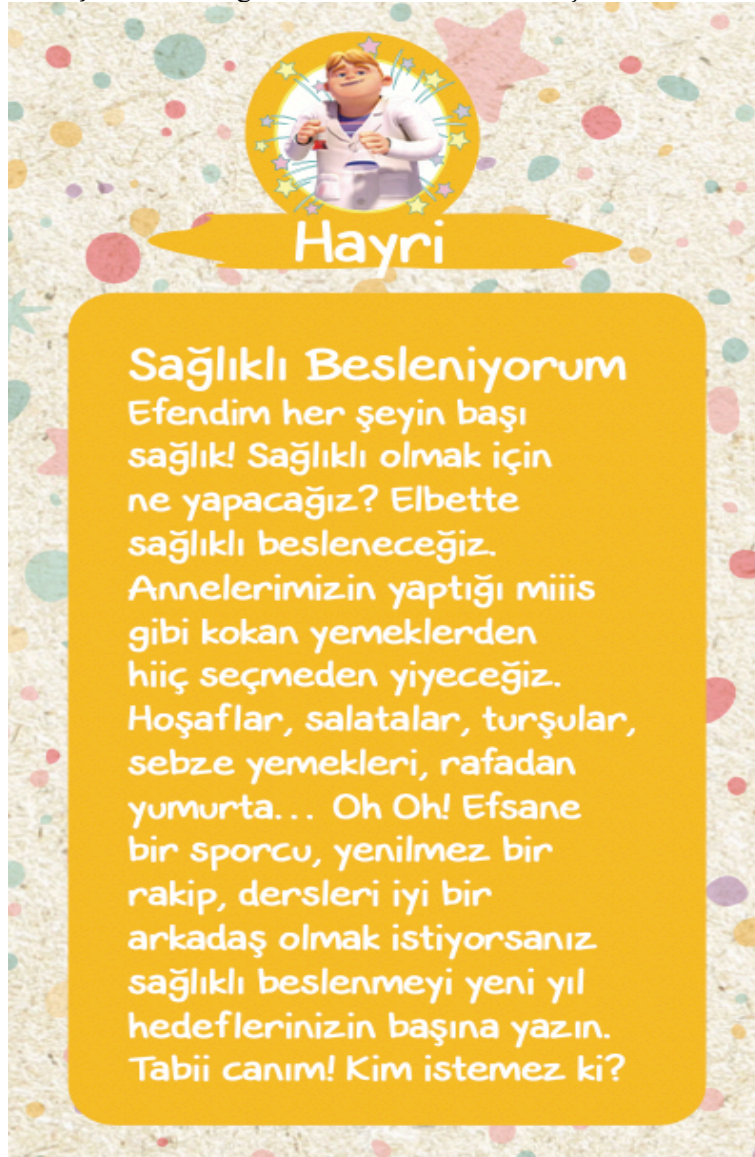 Hayri
Sağlıklı Besleniyorum
Efendim her şeyin başı
sağlık! Sağlıklı olmak için
ne yapacağız? Elbette
sağlıklı besleneceğiz.
Annelerimizin yaptığı miiis
gibi kokan yemeklerden
hiiç seçmeden yiyeceğiz.
Hoşaflar, salatalar, turşular,
sebze yemekleri, rafadan
yumurta... Oh Oh! Efsane
bir sporcu, yenilmez bir
rakip, dersleri iyi bir
arkadaş olmak istiyorsanız
sağlıklı beslenmeyi yeni yıl
hedeflerinizin başına yazın.
Tabii canım! Kim istemez ki?